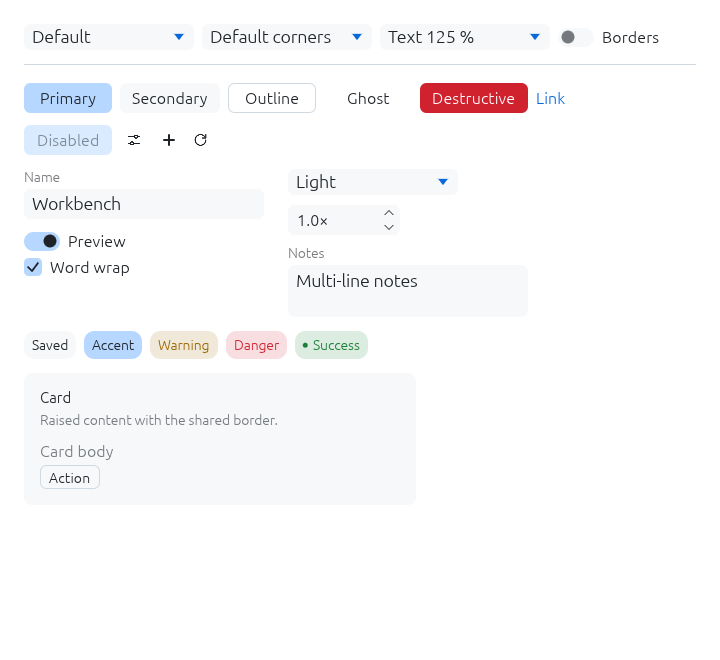 Default Default corners Text 125 % Borders
Primary Secondary Outline Ghost Destructive Link
Disabled
Name
Workbench
Preview
Word wrap
Light
1.0×
Notes
Multi-line notes
Saved Accent Warning Danger Success
Card
Raised content with the shared border.
Card body
Action